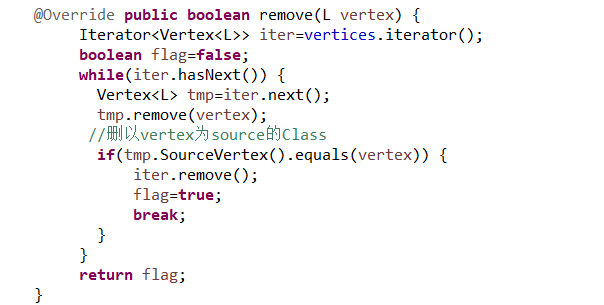 @Override public boolean remove(L vertex) {
Iterator<Vertex<L>> iter=vertices.iterator();
boolean flag=false;
while(iter.hasNext()) {
Vertex<L> tmp=iter.next();
tmp.remove(vertex);
//删以vertex为source的Class
if(tmp.SourceVertex().equals(vertex)) {
iter.remove();
flag=true;
break;
}
}
return flag;
}